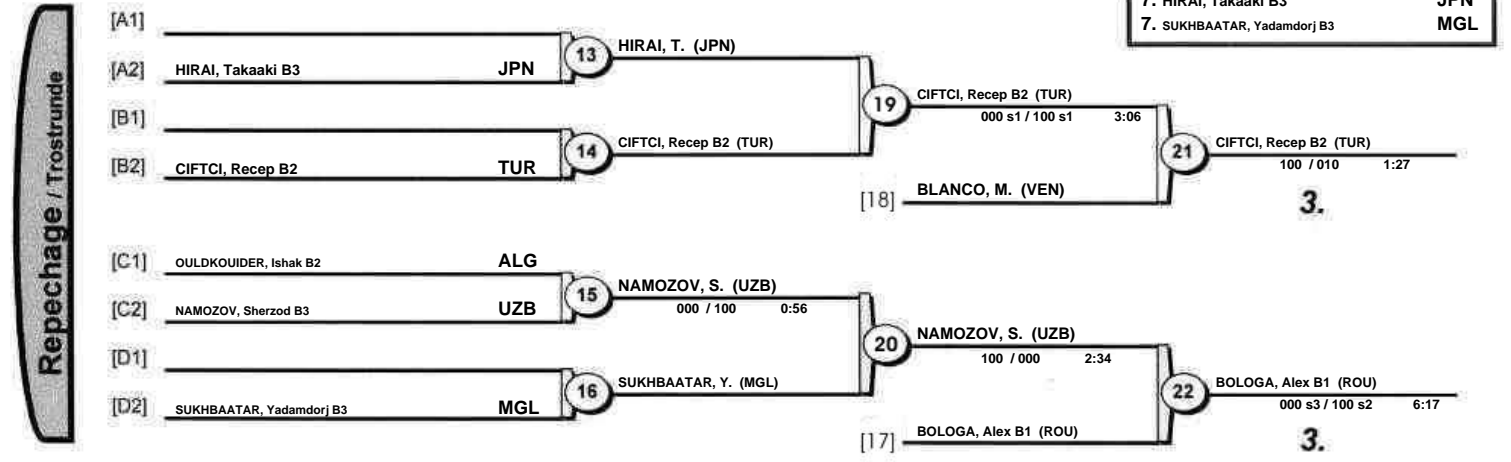 7. HIRAI, Takaaki B3 JPN
7. SUKHBAATAR, Yadamdorj B3 MGL
Repechage / Trostrunde
[A1]
[A2] HIRAI, Takaaki B3 JPN
13 HIRAI, T. (JPN)
[B1]
[B2] CIFTCI, Recep B2 TUR
14 CIFTCI, Recep B2 (TUR)
19 CIFTCI, Recep B2 (TUR)
000 s1 / 100 s1 3:06
[18] BLANCO, M. (VEN)
21 CIFTCI, Recep B2 (TUR)
100 / 010 1:27
3.
[C1] OULDKOUIDER, Ishak B2 ALG
[C2] NAMOZOV, Sherzod B3 UZB
15 NAMOZOV, S. (UZB)
000 / 100 0:56
[D1]
[D2] SUKHBAATAR, Yadamdorj B3 MGL
16 SUKHBAATAR, Y. (MGL)
20 NAMOZOV, S. (UZB)
100 / 000 2:34
[17] BOLOGA, Alex B1 (ROU)
22 BOLOGA, Alex B1 (ROU)
000 s3 / 100 s2 6:17
3.